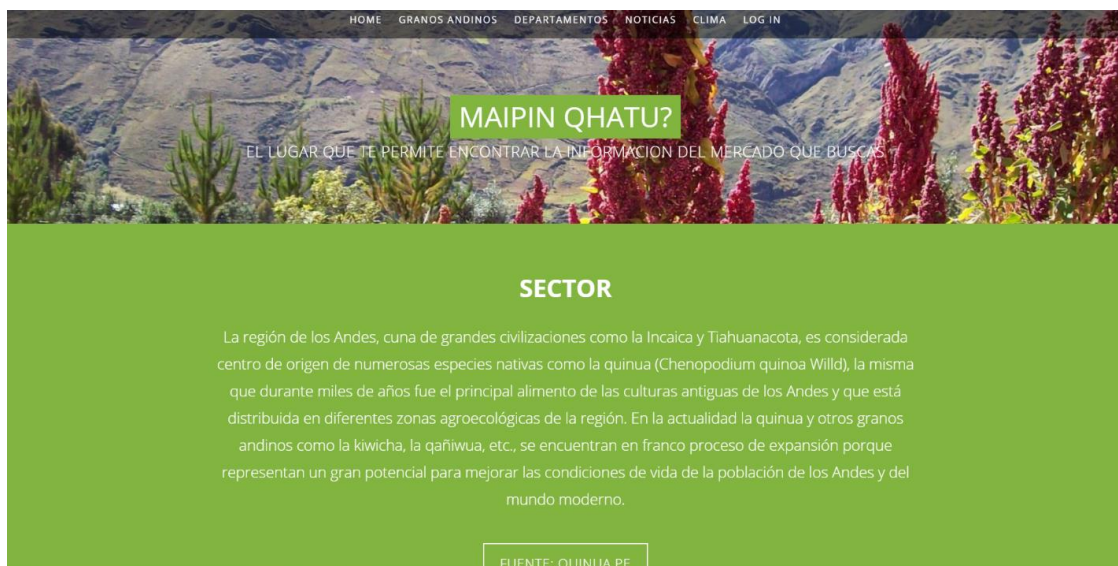 HOME GRANOS ANDINOS DEPARTAMENTOS NOTICIAS CLIMA LOG IN
MAIPIN QHATU?
EL LUGAR QUE TE PERMITE ENCONTRAR LA INFORMACION DEL MERCADO QUE BUSCAS
SECTOR
La región de los Andes, cuna de grandes civilizaciones como la Incaica y Tiahuanacota, es considerada
centro de origen de numerosas especies nativas como la quinua (Chenopodium quinoa Willd), la misma
que durante miles de años fue el principal alimento de las culturas antiguas de los Andes y que está
distribuida en diferentes zonas agroecológicas de la región. En la actualidad la quinua y otros granos
andinos como la kiwicha, la qañiwua, etc., se encuentran en franco proceso de expansión porque
representan un gran potencial para mejorar las condiciones de vida de la población de los Andes y del
mundo moderno.
FUENTE: QUINUA.PE